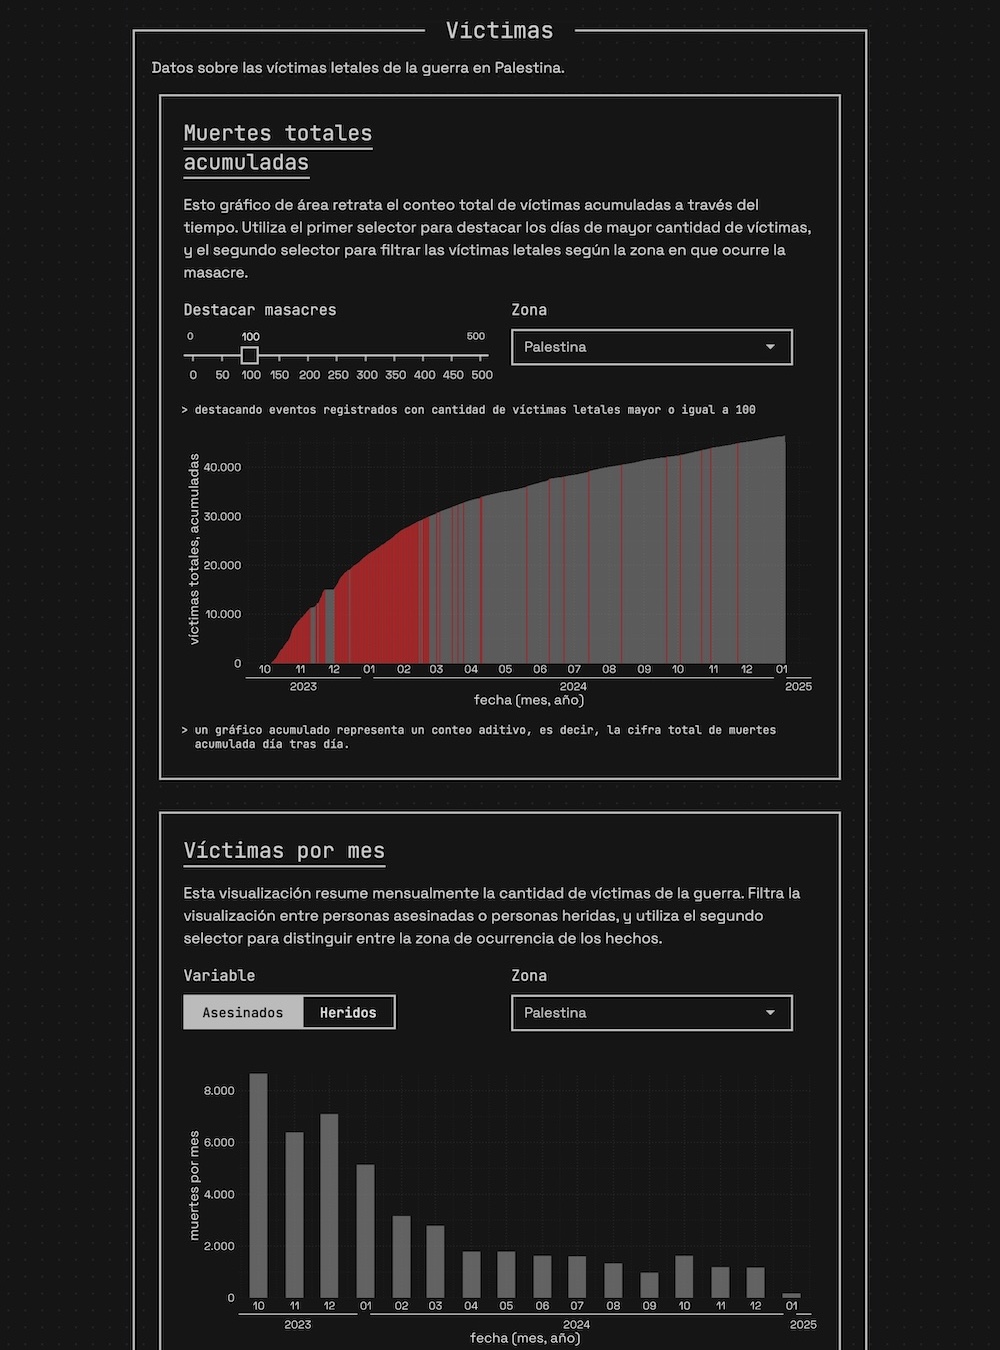 Víctimas
Datos sobre las víctimas letales de la guerra en Palestina.
Muertes totales
acumuladas
Esto gráfico de área retrata el conteo total de víctimas acumuladas a través del
tiempo. Utiliza el primer selector para destacar los días de mayor cantidad de víctimas,
y el segundo selector para filtrar las víctimas letales según la zona en que ocurre la
masacre.
Destacar masacres
Zona
0 100 500
Palestina
0 50 100 150 200 250 300 350 400 450 500
> destacando eventos registrados con cantidad de víctimas letales mayor o igual a 100
víctimas totales, acumuladas
40.000
30.000
20.000
10.000
0
10 11 12 01 02 03 04 05 06 07 08 09 10 11 12 01
2023 2024 2025
fecha (mes, año)
> un gráfico acumulado representa un conteo aditivo, es decir, la cifra total de muertes
acumulada día tras día.
Víctimas por mes
Esta visualización resume mensualmente la cantidad de víctimas de la guerra. Filtra la
visualización entre personas asesinadas o personas heridas, y utiliza el segundo
selector para distinguir entre la zona de ocurrencia de los hechos.
Variable
Zona
Asesinados Heridos
Palestina
muertes por mes
8.000
6.000
4.000
2.000
0
10 11 12 01 02 03 04 05 06 07 08 09 10 11 12 01
2023 2024 2025
fecha (mes, año)